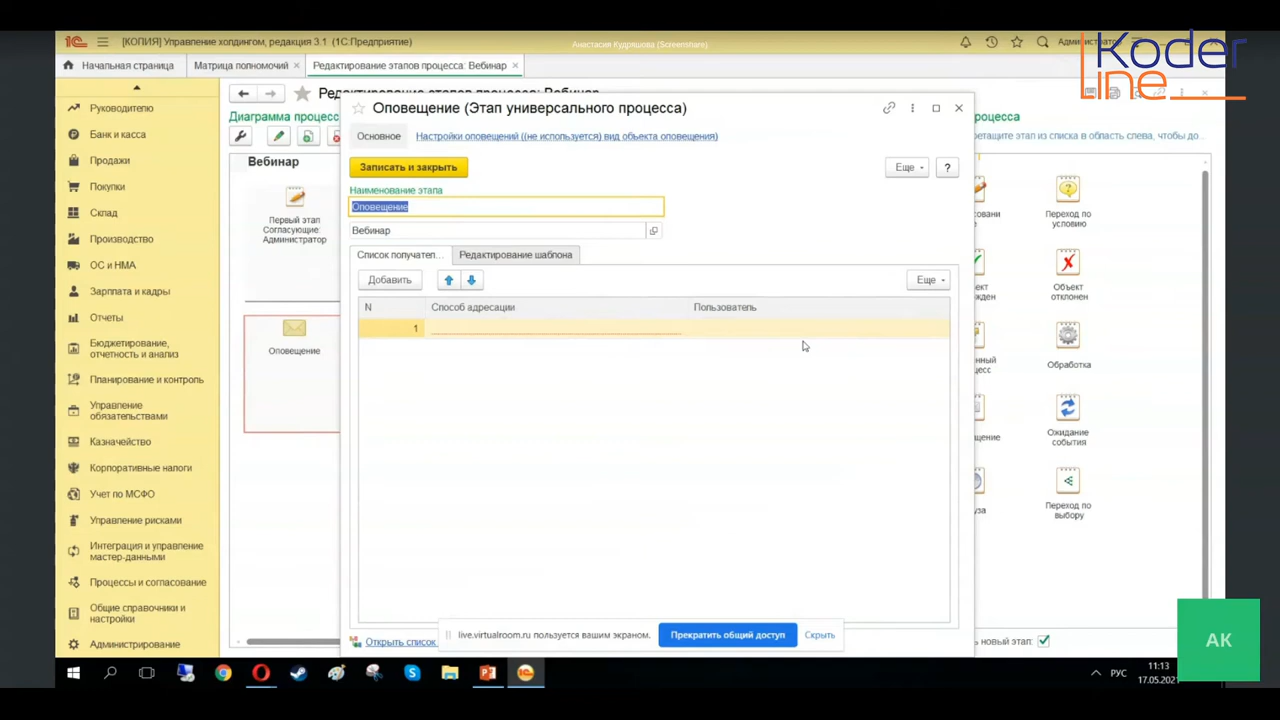 [КОПИЯ] Управление холдингом, редакция 3.1 (1С:Предприятие)
Анастасия Кудряшова (Screenshare)
Koder
line
Начальная страница
Матрица полномочий ×
Редактирование этапов процесса: Вебинар ×
Руководителю
Банк и касса
Продажи
Покупки
Склад
Производство
ОС и НМА
Зарплата и кадры
Отчеты
Бюджетирование,
отчетность и анализ
Планирование и контроль
Управление
обязательствами
Казначейство
Корпоративные налоги
Учет по МСФО
Управление рисками
Интеграция и управление
мастер-данными
Процессы и согласование
Общие справочники и
настройки
Администрирование
Диаграмма процесс
Вебинар
Первый этап
Согласующие:
Администратор
Оповещение
Оповещение (Этап универсального процесса)
Основное
Настройки оповещений ((не используется) вид объекта оповещения)
Записать и закрыть
Еще
?
Наименование этапа
Оповещение
Вебинар
Список получател...
Редактирование шаблона
Добавить
Еще
N
Способ адресации
Пользователь
1
Открыть список
live.virtualroom.ru пользуется вашим экраном.
Прекратить общий доступ
Скрыть
Переход по
условию
Объект
отклонен
Обработка
Ожидание
события
Переход по
выбору
новый этап:
АК
РУС
11:13
17.05.202